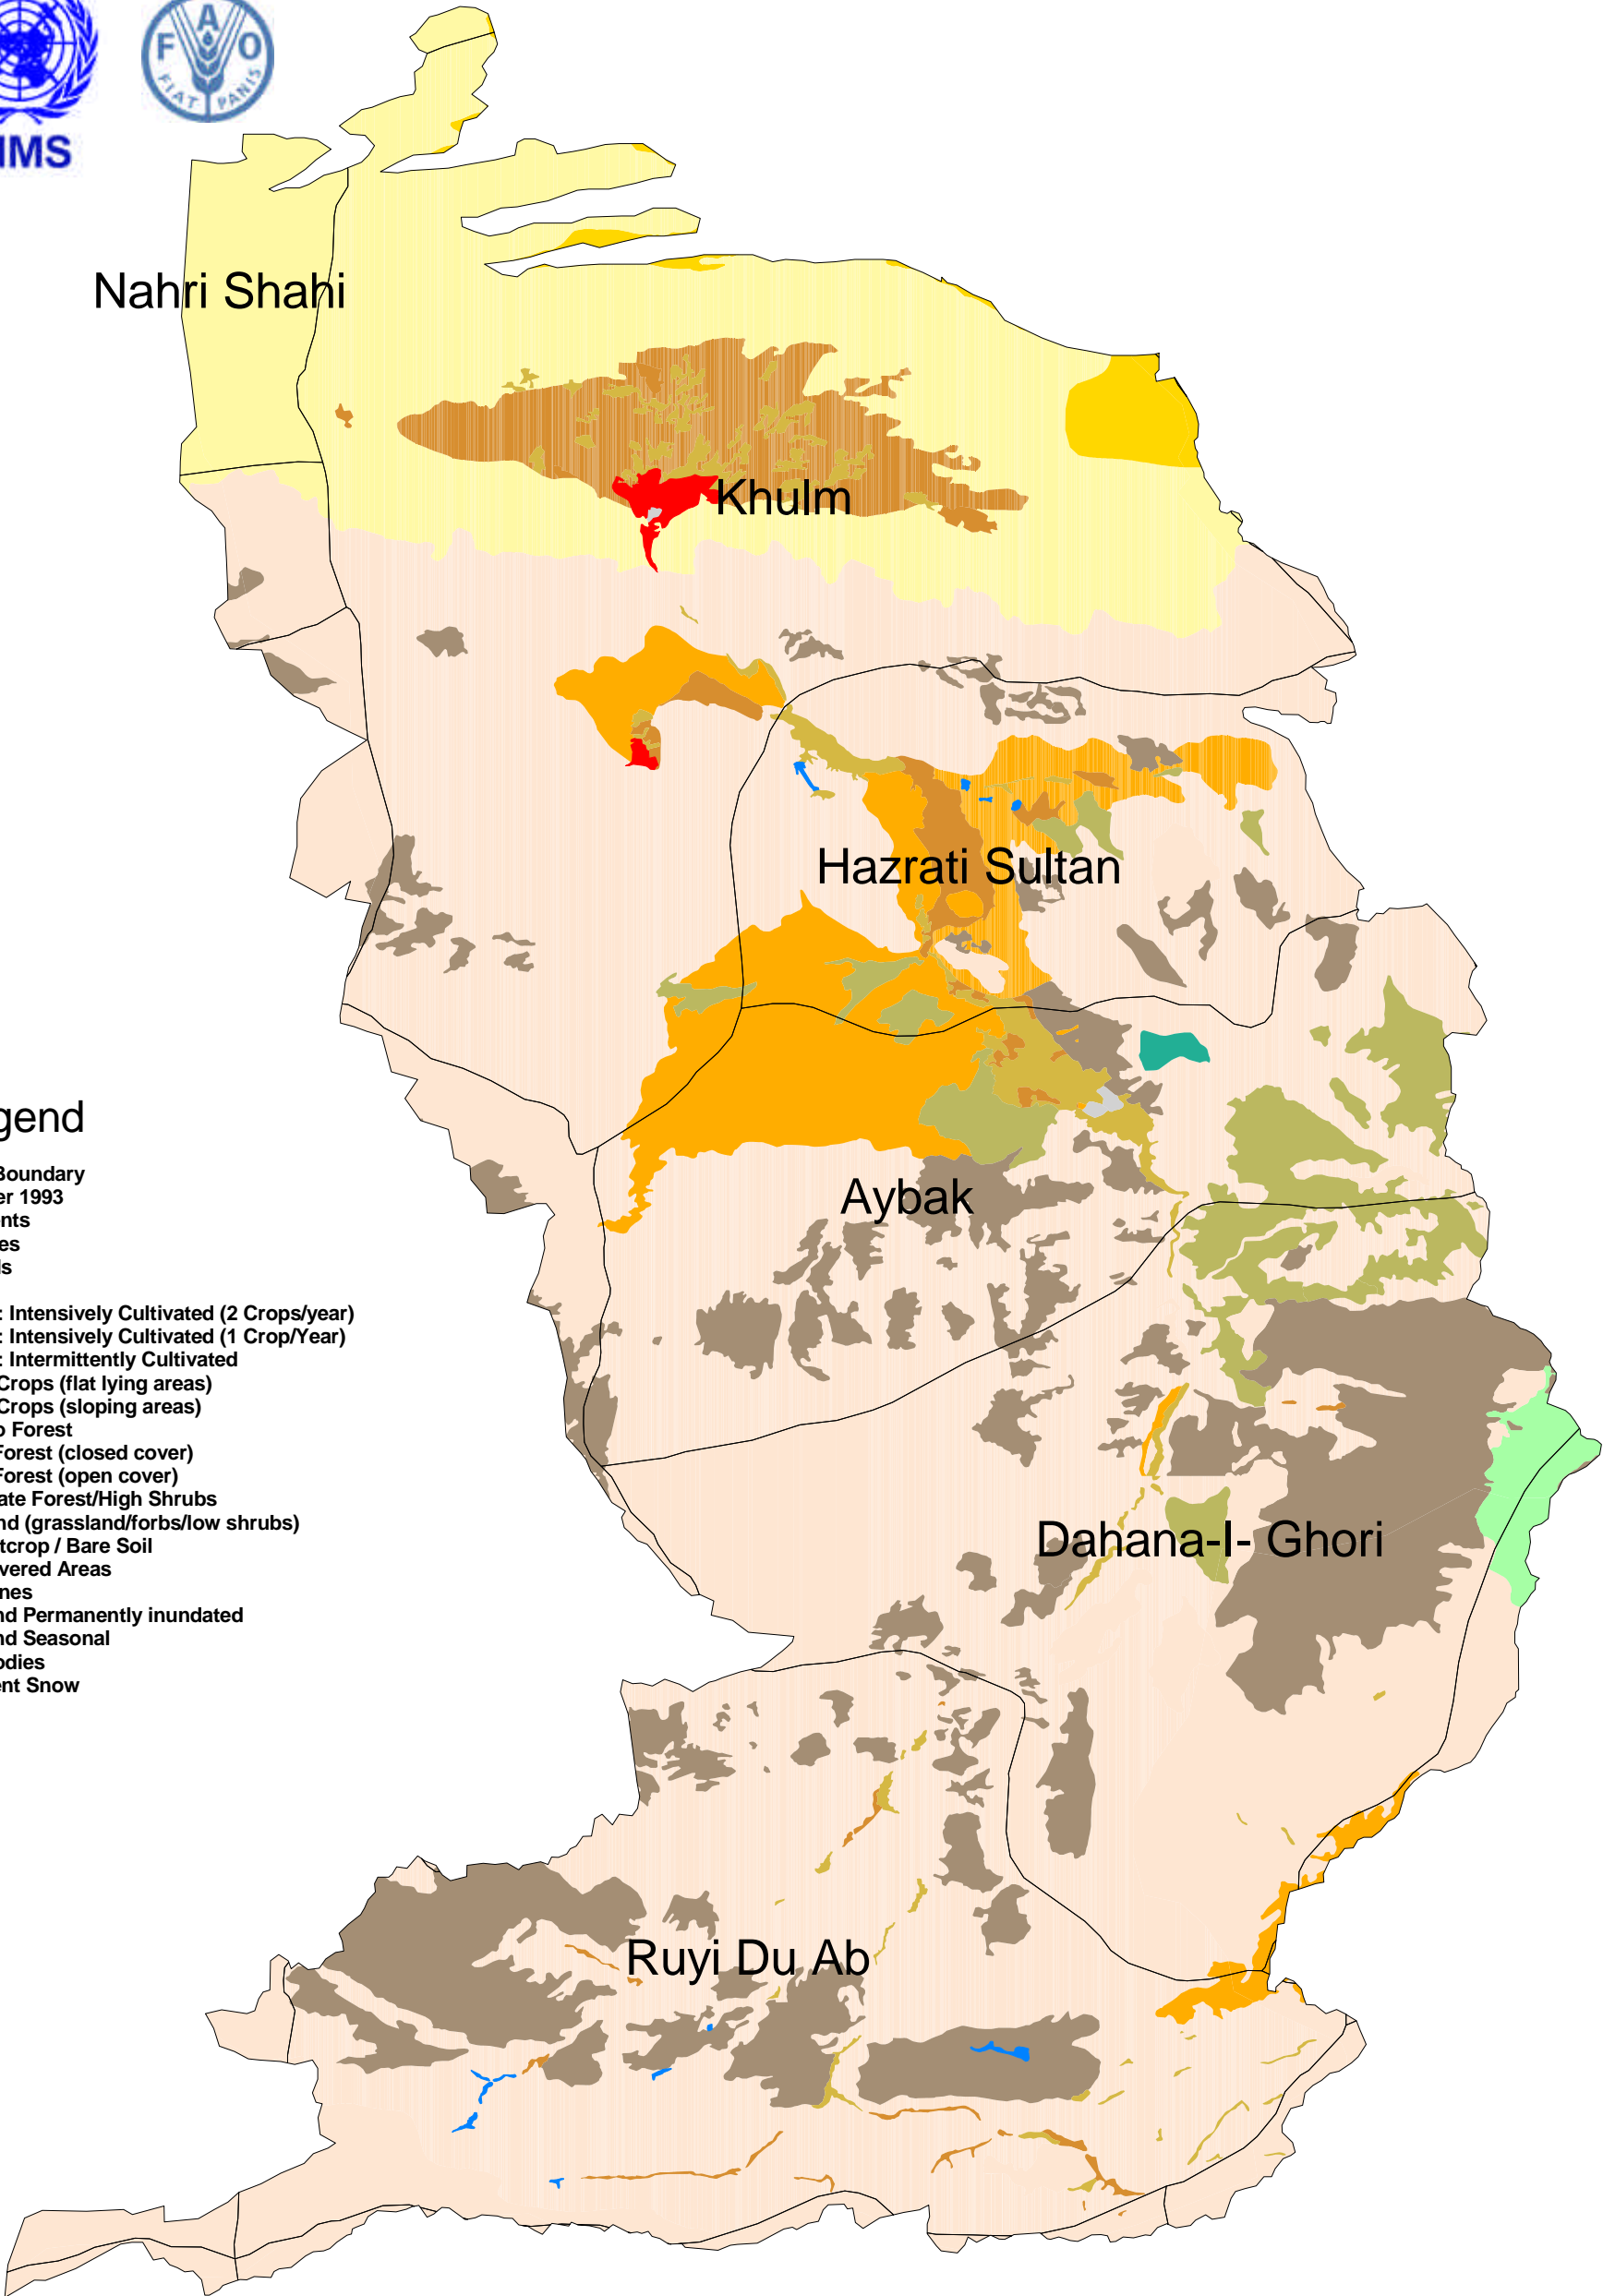 FAO
FIAT PANIS
IMS
Nahri Shahi
Khulm
Hazrati Sultan
Aybak
Dahana-I- Ghori
Ruyi Du Ab
gend
Boundary
er 1993
nts
es
ls
: Intensively Cultivated (2 Crops/year)
: Intensively Cultivated (1 Crop/Year)
: Intermittently Cultivated
Crops (flat lying areas)
Crops (sloping areas)
o Forest
Forest (closed cover)
Forest (open cover)
ate Forest/High Shrubs
nd (grassland/forbs/low shrubs)
tcrop / Bare Soil
vered Areas
nes
nd Permanently inundated
nd Seasonal
odies
ent Snow